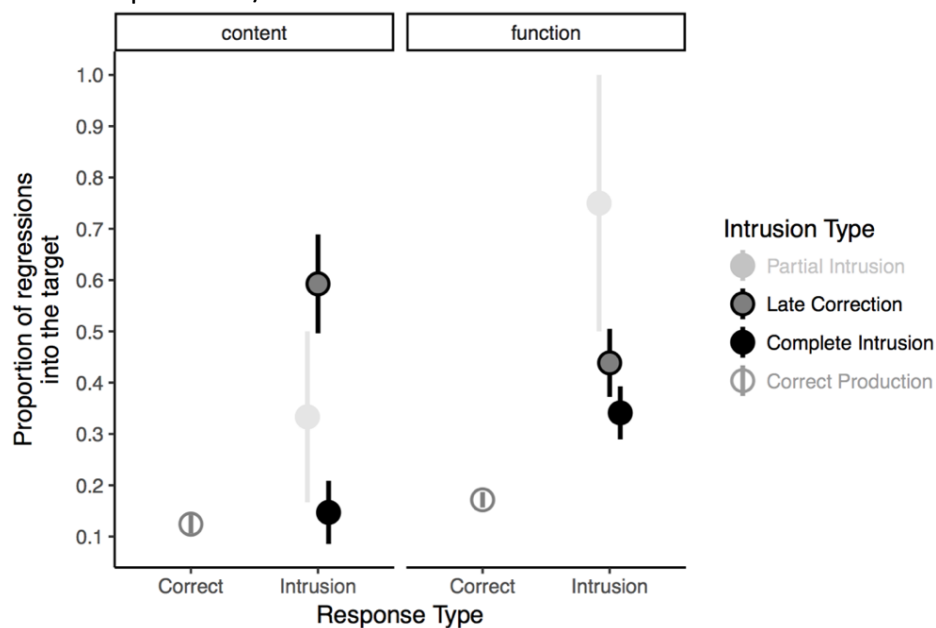 content
function
1.0
0.9
0.8
0.7
0.6
0.5
0.4
0.3
0.2
0.1
Proportion of regressions
into the target
Correct
Intrusion
Correct
Intrusion
Response Type
Intrusion Type
Partial Intrusion
Late Correction
Complete Intrusion
Correct Production